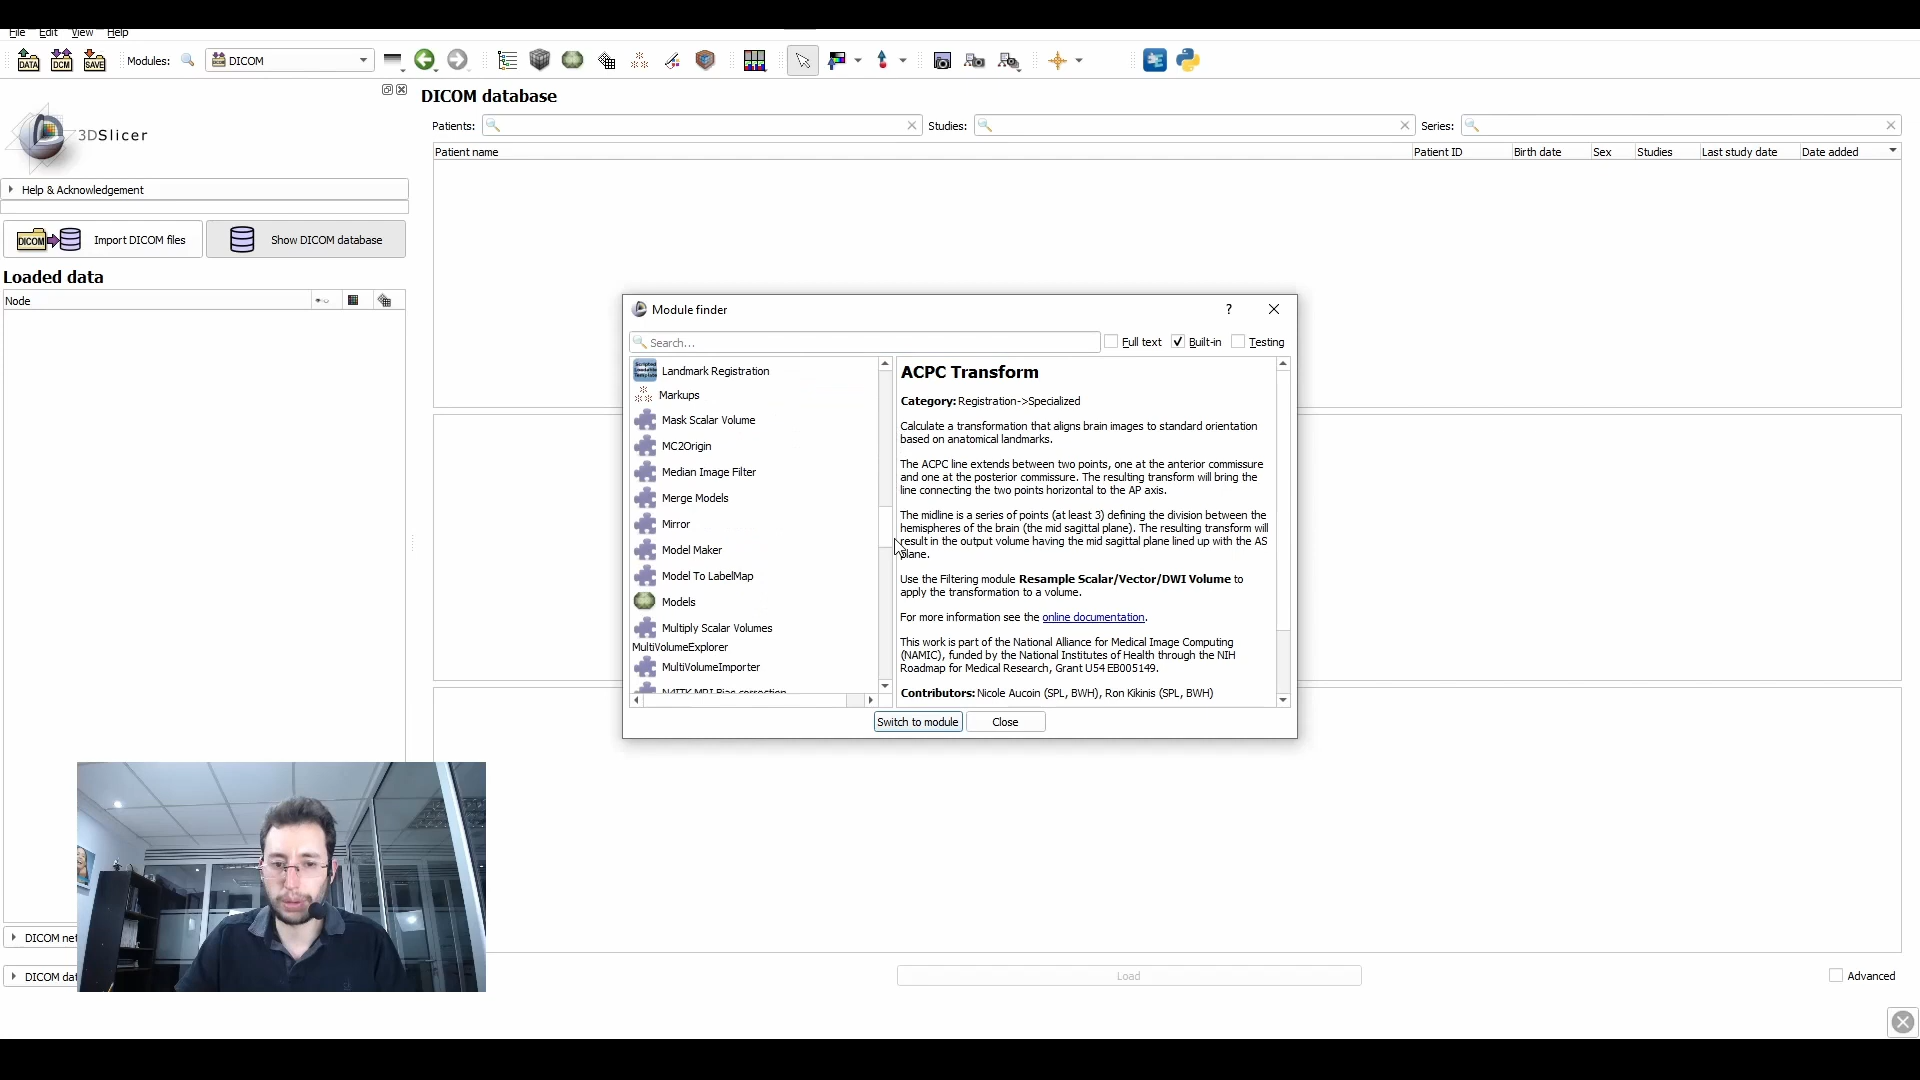 File Edit View Help
DATA DCM SAVE Modules: DICOM
3DSlicer
Help & Acknowledgement
DICOM Import DICOM files Show DICOM database
Loaded data
Node
DICOM net
DICOM dat
DICOM database
Patients: Studies: Series:
Patient name Patient ID Birth date Sex Studies Last study date Date added
Module finder ?
Search... Full text Built-in Testing
Landmark Registration
Markups
Mask Scalar Volume
MC2Origin
Median Image Filter
Merge Models
Mirror
Model Maker
Model To LabelMap
Models
Multiply Scalar Volumes
MultiVolumeExplorer
MultiVolumeImporter
N4ITK MRI Bias correction
ACPC Transform
Category: Registration->Specialized
Calculate a transformation that aligns brain images to standard orientation
based on anatomical landmarks.
The ACPC line extends between two points, one at the anterior commissure
and one at the posterior commissure. The resulting transform will bring the
line connecting the two points horizontal to the AP axis.
The midline is a series of points (at least 3) defining the division between the
hemispheres of the brain (the mid sagittal plane). The resulting transform will
result in the output volume having the mid sagittal plane lined up with the AS
plane.
Use the Filtering module Resample Scalar/Vector/DWI Volume to
apply the transformation to a volume.
For more information see the online documentation.
This work is part of the National Alliance for Medical Image Computing
(NAMIC), funded by the National Institutes of Health through the NIH
Roadmap for Medical Research, Grant U54 EB005149.
Contributors: Nicole Aucoin (SPL, BWH), Ron Kikinis (SPL, BWH)
Switch to module Close
Load Advanced